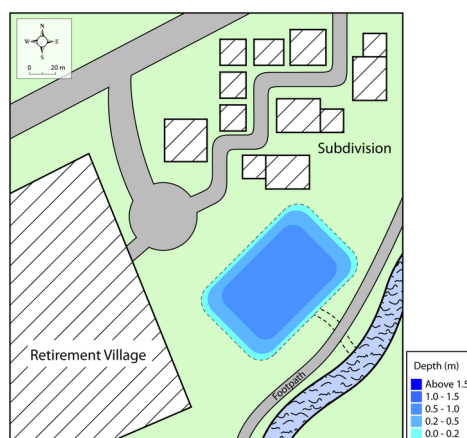 N
W E
S
0 20 m
Subdivision
Retirement Village
Footpath
Depth (m)
Above 1.5
1.0 - 1.5
0.5 - 1.0
0.2 - 0.5
0.0 - 0.2